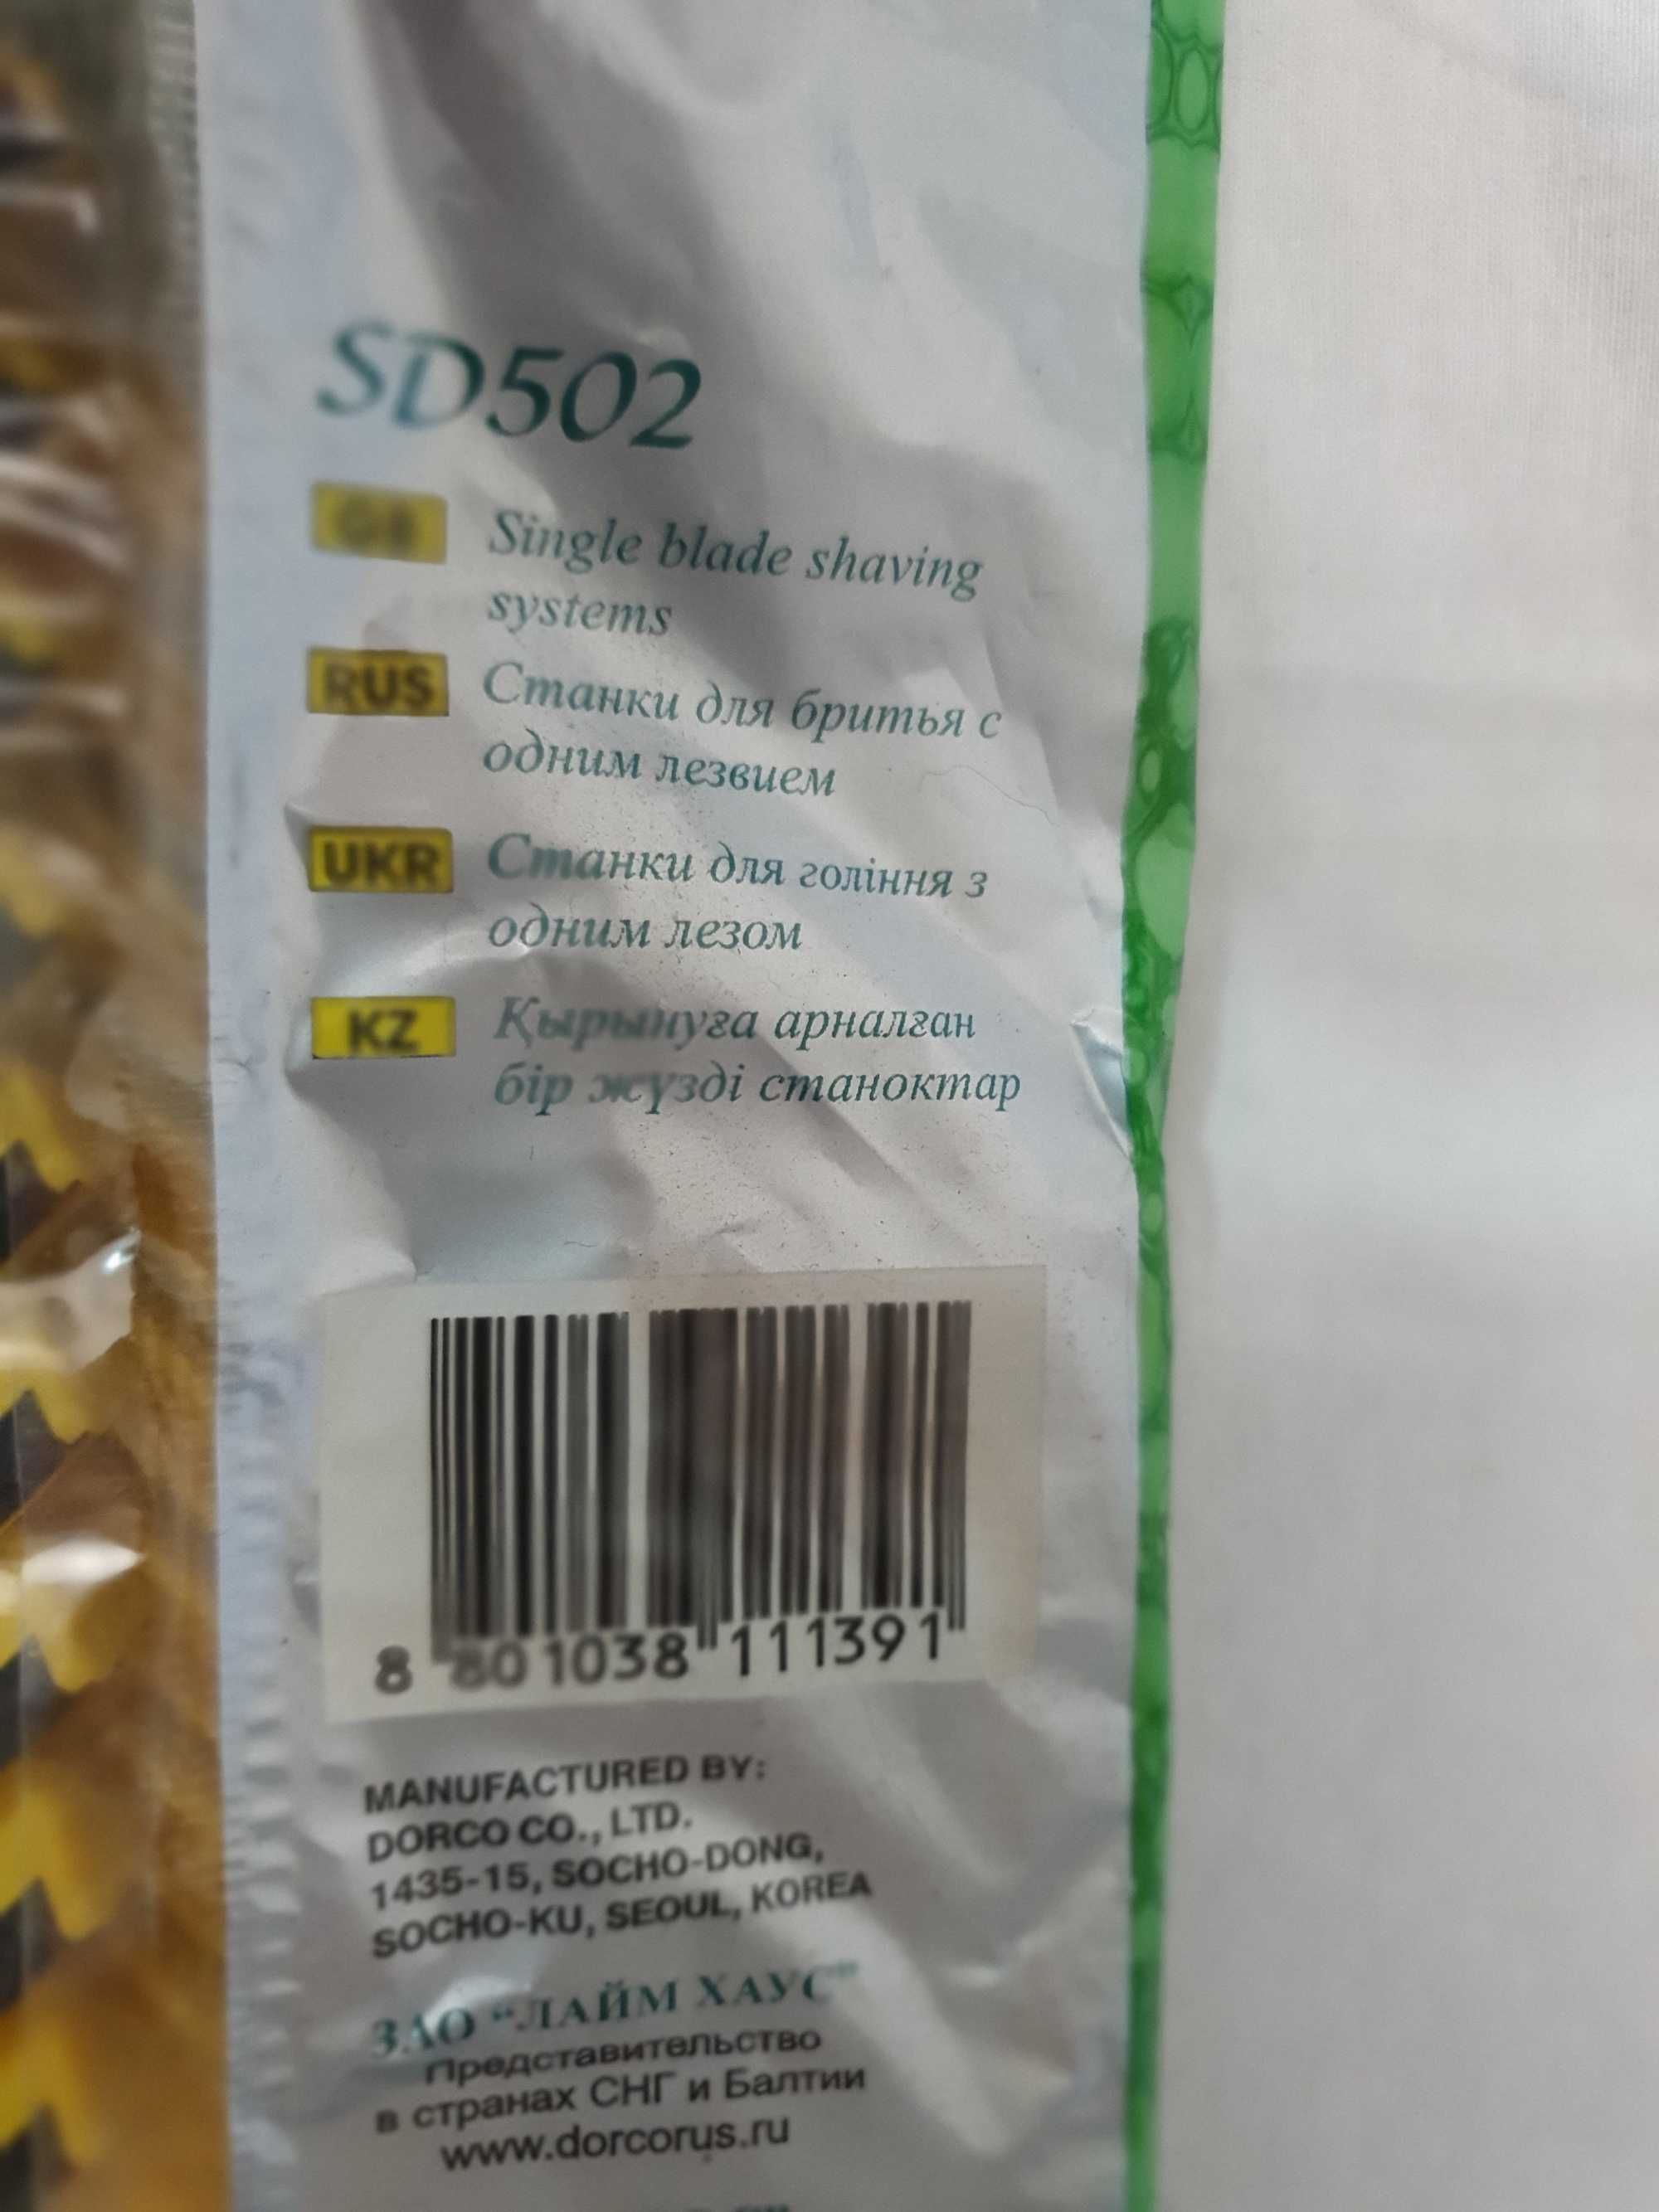 SD502
GB Single blade shaving
systems
RUS Станки для бритья с
одним лезвием
UKR Станки для гоління з
одним лезом
KZ Қырынуға арналған
бір жүзді станоктар
8 801038 111391
MANUFACTURED BY:
DORCO CO., LTD.
1435-15, SOCHO-DONG,
SOCHO-KU, SEOUL, KOREA
ЗАО "ЛАЙМ ХАУС"
Представительство
в странах СНГ и Балтии
www.dorcorus.ru